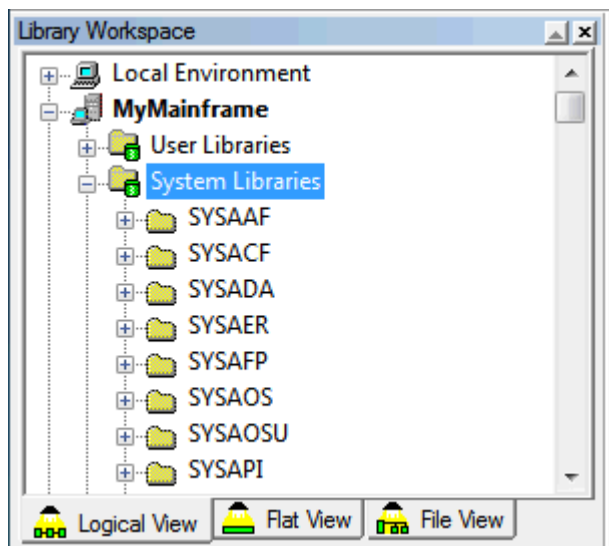 Library Workspace
Local Environment
MyMainframe
User Libraries
System Libraries
SYSAAF
SYSACF
SYSADA
SYSAER
SYSAFP
SYSAOS
SYSAOSU
SYSAPI
Logical View Flat View File View